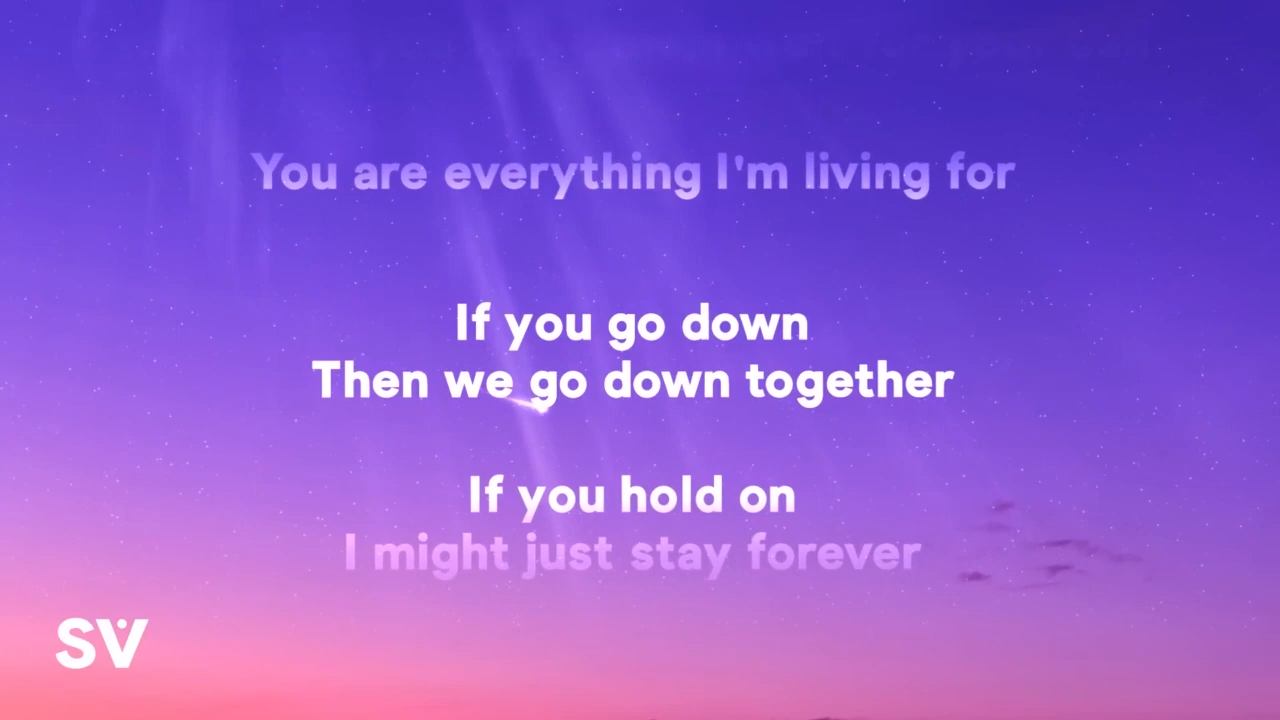 You are everything I'm living for
If you go down
Then we go down together
If you hold on
I might just stay forever
SV